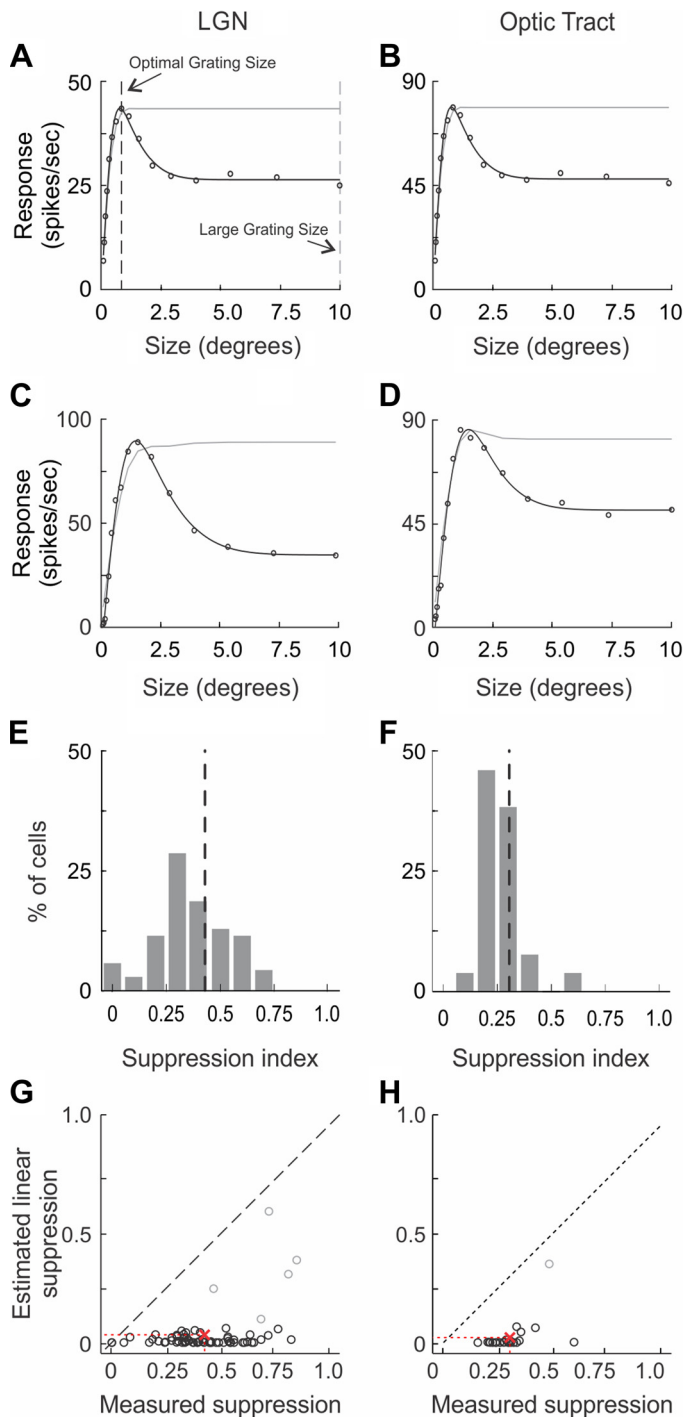 LGN
Optic Tract
A
B
Optimal Grating Size
Large Grating Size
50
25
0
Response
(spikes/sec)
0 2.5 5.0 7.5 10
Size (degrees)
90
45
0
0 2.5 5.0 7.5 10
Size (degrees)
C
D
100
50
0
Response
(spikes/sec)
0 2.5 5.0 7.5 10
Size (degrees)
90
45
0
0 2.5 5.0 7.5 10
Size (degrees)
E
F
50
25
0
% of cells
0 0.25 0.75 1.0
Suppression index
50
25
0
0 0.25 0.75 1.0
Suppression index
G
H
1.0
0.5
0
Estimated linear
suppression
0 0.25 0.5 0.75 1.0
Measured suppression
1.0
0.5
0
0 0.25 0.5 0.75 1.0
Measured suppression